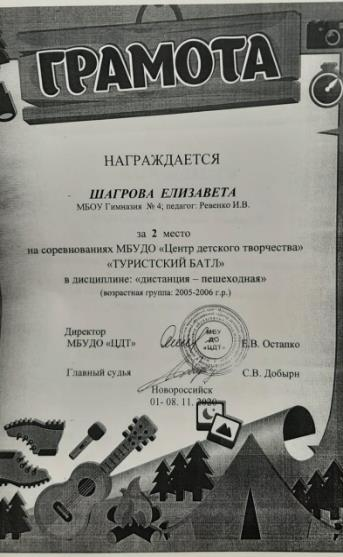 ГРАМОТА
НАГРАЖДАЕТСЯ
ШАГРОВА ЕЛИЗАВЕТА
МБОУ Гимназия № 4; педагог: Ревенко И.В.
за 2 место
на соревнованиях МБУДО «Центр детского творчества»
«ТУРИСТСКИЙ БАТЛ»
в дисциплине: «дистанция – пешеходная»
(возрастная группа: 2005-2006 г.р.)
Директор
МБУДО «ЦДТ» Е.В. Остапко
МБУ
ДО
«ЦДТ»
Главный судья С.В. Добрын
Новороссийск
01- 08. 11. 2020